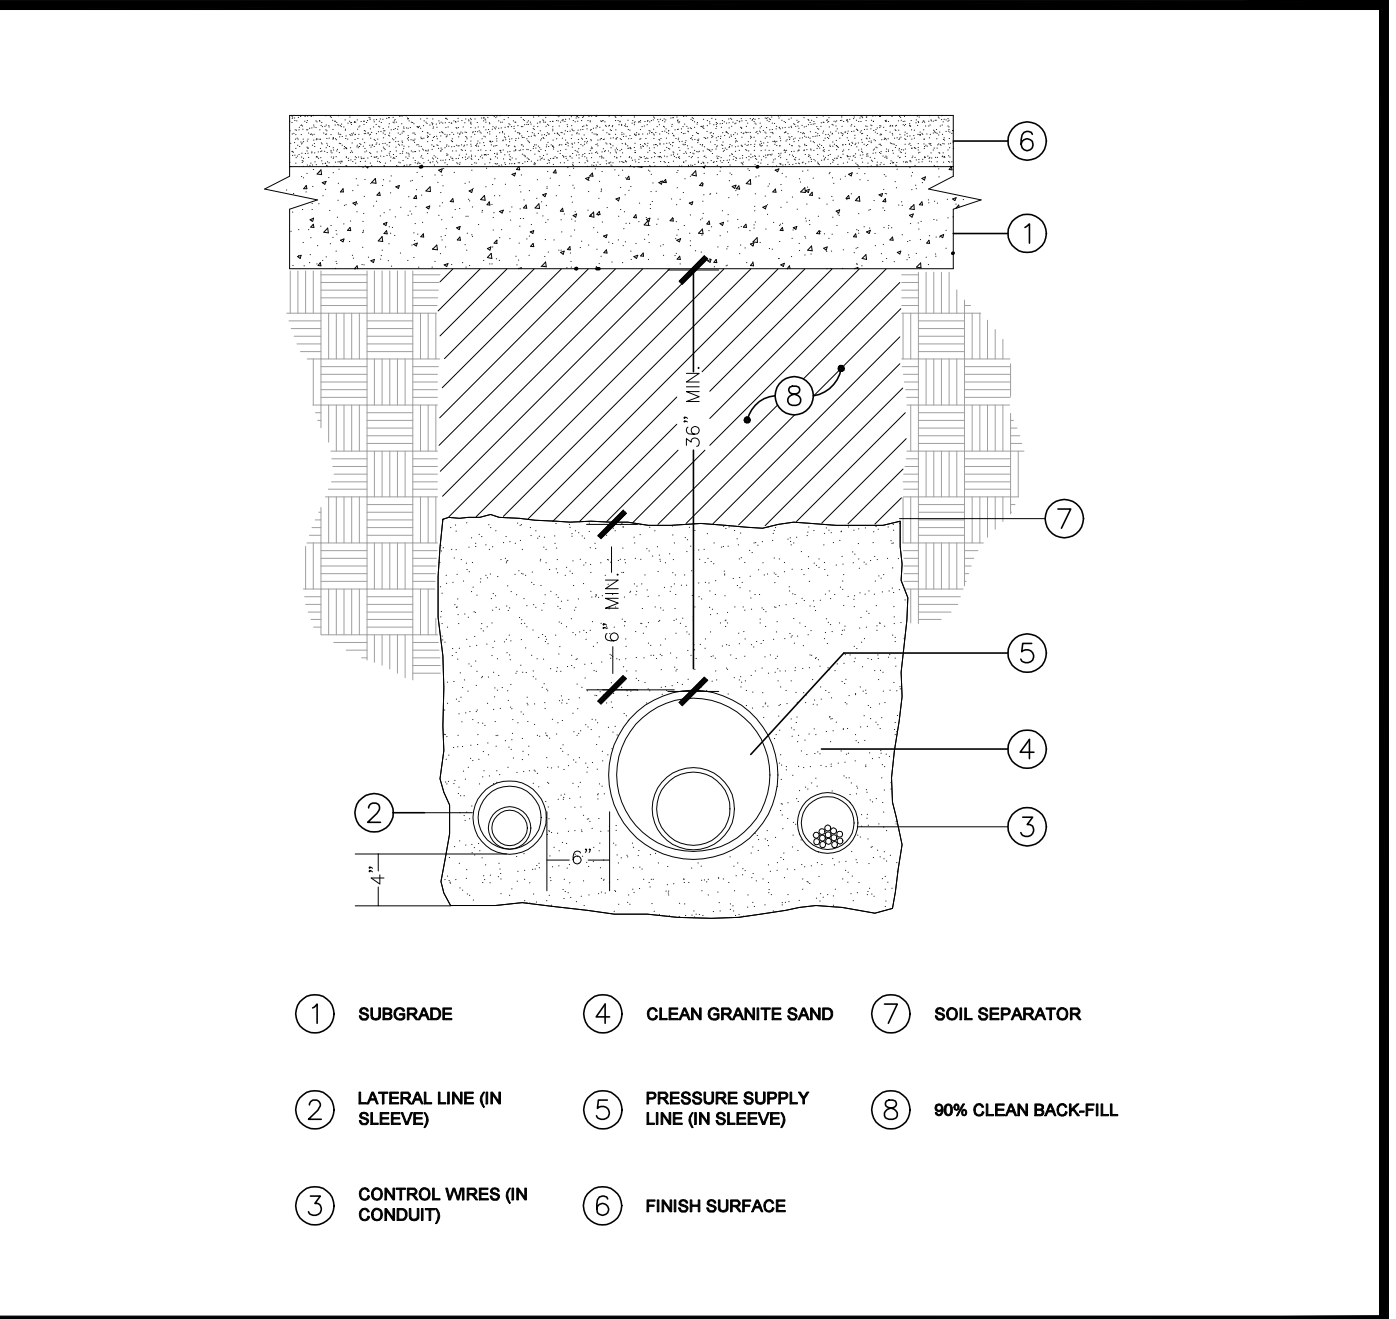 6
1
36" MIN.
8
7
6" MIN.
5
4
2
3
6"
4"
1 SUBGRADE
4 CLEAN GRANITE SAND
7 SOIL SEPARATOR
2 LATERAL LINE (IN
SLEEVE)
5 PRESSURE SUPPLY
LINE (IN SLEEVE)
8 90% CLEAN BACK-FILL
3 CONTROL WIRES (IN
CONDUIT)
6 FINISH SURFACE